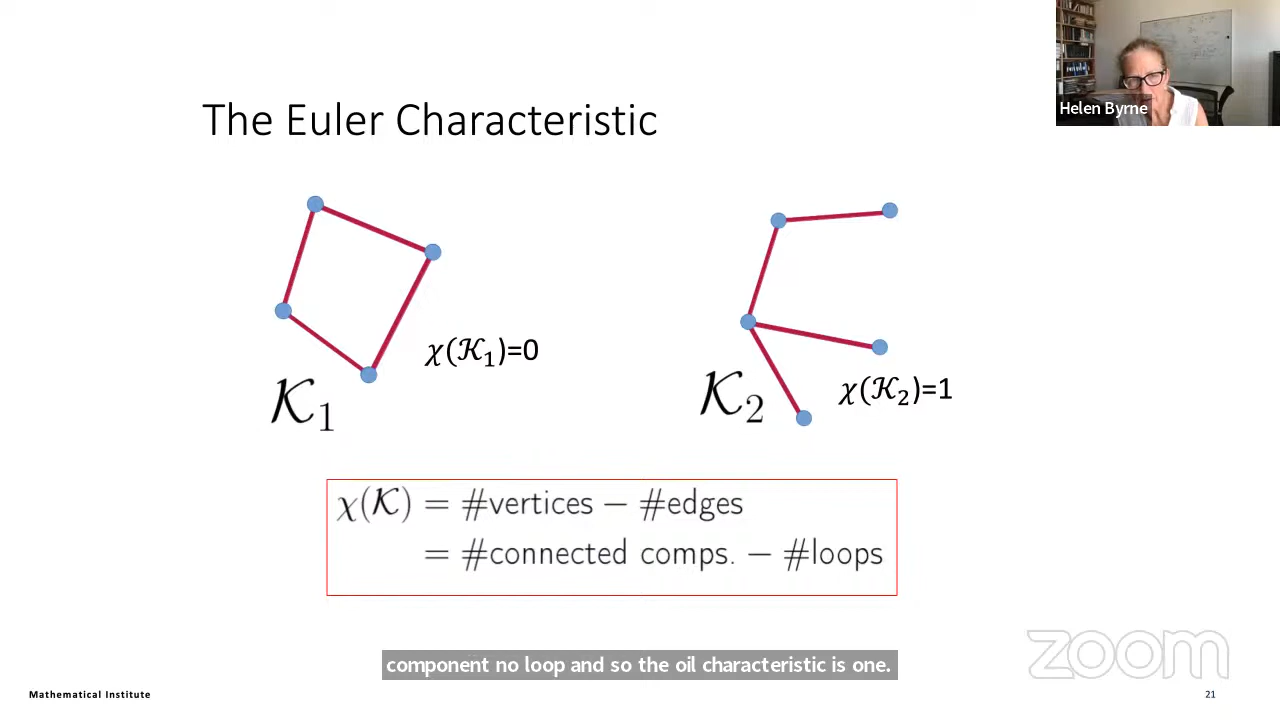 Helen Byrne
The Euler Characteristic
χ(𝒦₁)=0
𝒦₁
𝒦₂
χ(𝒦₂)=1
χ(𝒦) = #vertices − #edges
= #connected comps. − #loops
zoom
component no loop and so the oil characteristic is one.
Mathematical Institute
21